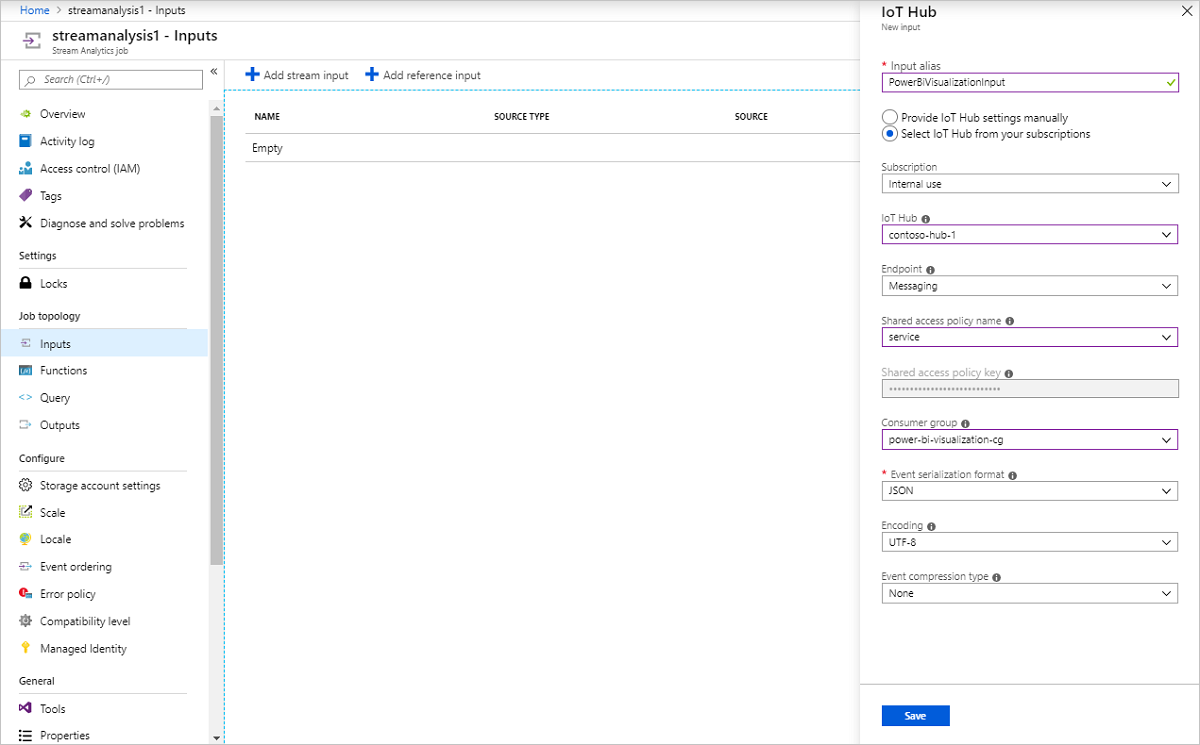 Home > streamanalysis1 - Inputs
streamanalysis1 - Inputs
Stream Analytics job
Search (Ctrl+/)
«
Overview
Activity log
Access control (IAM)
Tags
Diagnose and solve problems
Settings
Locks
Job topology
Inputs
Functions
Query
Outputs
Configure
Storage account settings
Scale
Locale
Event ordering
Error policy
Compatibility level
Managed Identity
General
Tools
Properties
Add stream input Add reference input
NAME SOURCE TYPE SOURCE
Empty
IoT Hub
New input
* Input alias
PowerBIVisualizationInput
Provide IoT Hub settings manually
Select IoT Hub from your subscriptions
Subscription
Internal use
IoT Hub
contoso-hub-1
Endpoint
Messaging
Shared access policy name
service
Shared access policy key
••••••••••••••••••••••••••••
Consumer group
power-bi-visualization-cg
* Event serialization format
JSON
Encoding
UTF-8
Event compression type
None
Save